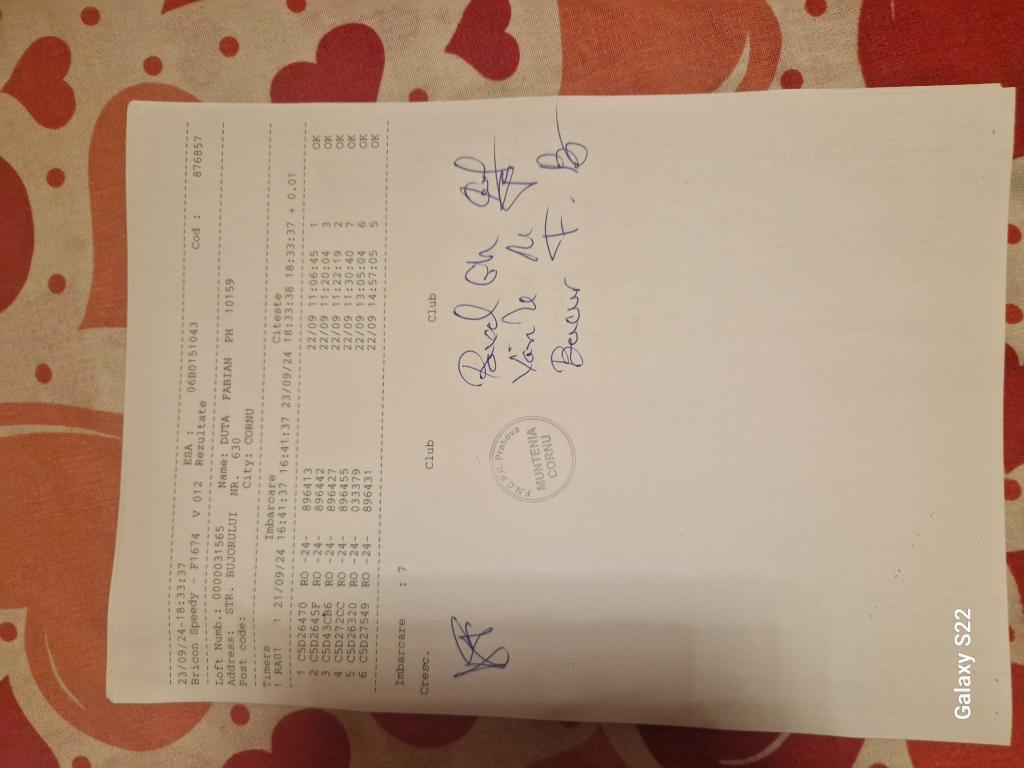 23/09/24-18:33:37
Bricon Speedy - F1674 V 012 ESA : 06B0151043 Cod : 876857
Rezultate
Loft Numb.: 0000031565 Name: DUTA FABIAN PH 10159
Address: STR. BUJORULUI NR. 630
Post code: City: CORNU
Timers Imbarcare Citeste
1 RA01 1 21/09/24 16:41:37 16:41:37 23/09/24 18:33:38 18:33:37 + 0.01
1 C5D26470 RO -24- 896413 22/09 11:06:45 1 OK
2 C5D2645F RO -24- 896442 22/09 11:20:04 3 OK
3 C5D43CB6 RO -24- 896427 22/09 11:22:19 2 OK
4 C5D272CC RO -24- 896455 22/09 11:30:40 7 OK
5 C5D26320 RO -24- 033379 22/09 13:05:04 6 OK
6 C5D27549 RO -24- 896431 22/09 14:57:05 5 OK
Imbarcare : 7
Cresc. Club Club
F.N.C.P.R. Prahova
MUNTENIA
CORNU
Galaxy S22